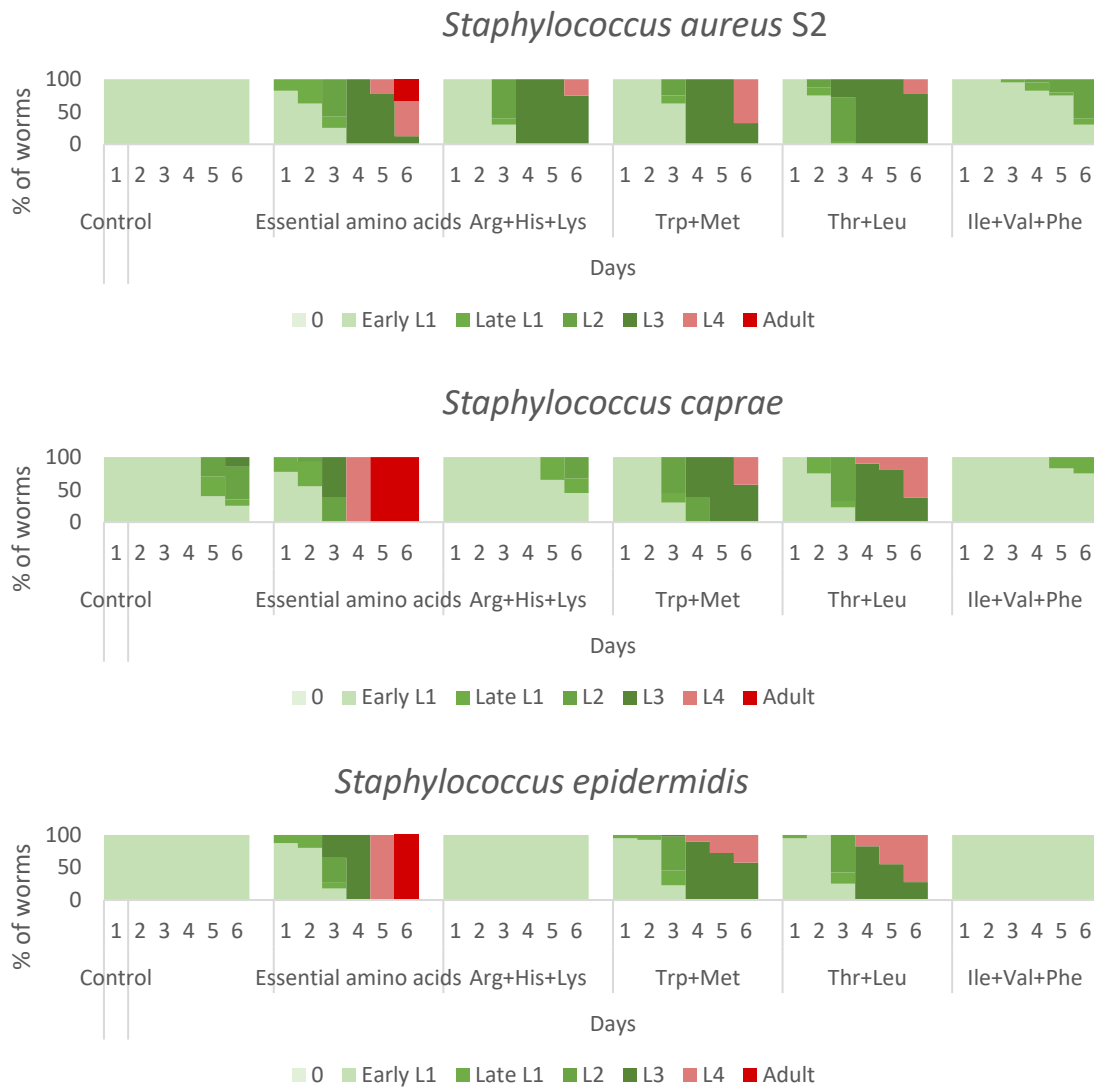 Staphylococcus aureus S2
% of worms
100
50
0
1 2 3 4 5 6 1 2 3 4 5 6 1 2 3 4 5 6 1 2 3 4 5 6 1 2 3 4 5 6 1 2 3 4 5 6
Control Essential amino acids Arg+His+Lys Trp+Met Thr+Leu Ile+Val+Phe
Days
0 Early L1 Late L1 L2 L3 L4 Adult
Staphylococcus caprae
% of worms
100
50
0
1 2 3 4 5 6 1 2 3 4 5 6 1 2 3 4 5 6 1 2 3 4 5 6 1 2 3 4 5 6 1 2 3 4 5 6
Control Essential amino acids Arg+His+Lys Trp+Met Thr+Leu Ile+Val+Phe
Days
0 Early L1 Late L1 L2 L3 L4 Adult
Staphylococcus epidermidis
% of worms
100
50
0
1 2 3 4 5 6 1 2 3 4 5 6 1 2 3 4 5 6 1 2 3 4 5 6 1 2 3 4 5 6 1 2 3 4 5 6
Control Essential amino acids Arg+His+Lys Trp+Met Thr+Leu Ile+Val+Phe
Days
0 Early L1 Late L1 L2 L3 L4 Adult